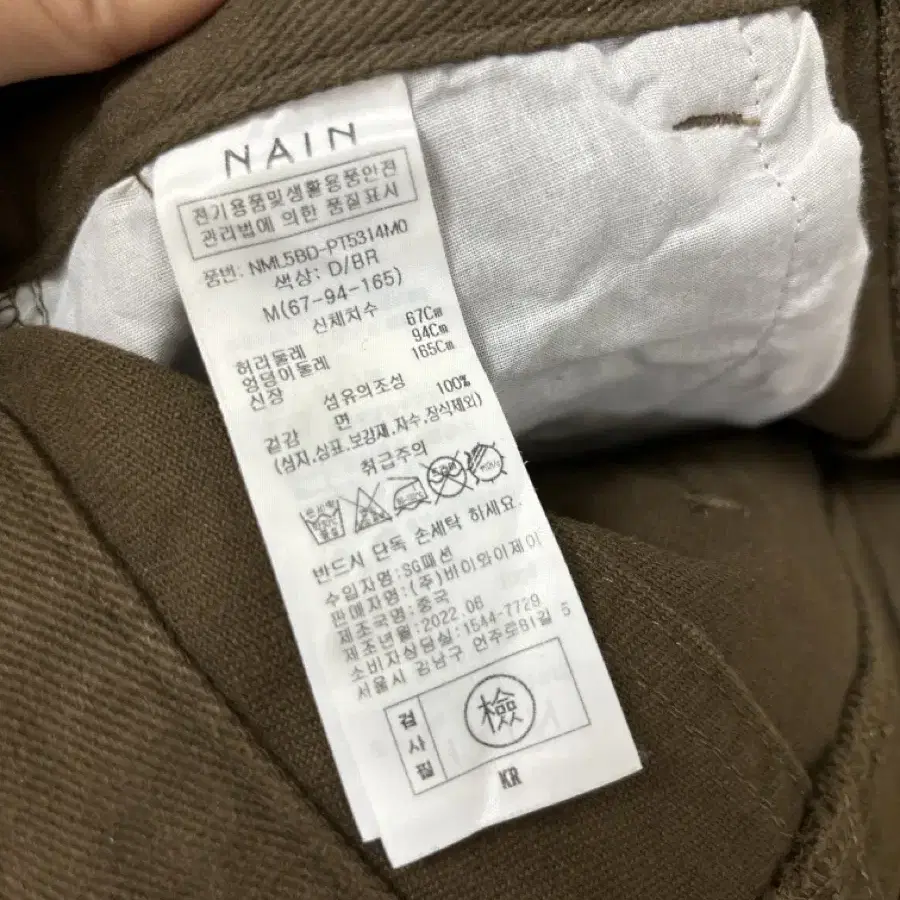 NAIN
전기용품및생활용품안전
관리법에 의한 품질표시
품번: NML5BD-PT5314M0
색상: D/BR
M(67-94-165)
신체치수
허리둘레 67Cm
엉덩이둘레 94Cm
신장 165Cm
섬유의조성
겉감 면 100%
(심지,심표,보강재,자수,장식제외)
취급주의
반드시 단독 손세탁 하세요.
수입자명:SG패션
판매자명:(주)비이와이제이
제조국명:중국
제조년월:2022.08
소비자상담실:1544-7729
서울시 강남구 언주로81길 5
검사필
檢
KR